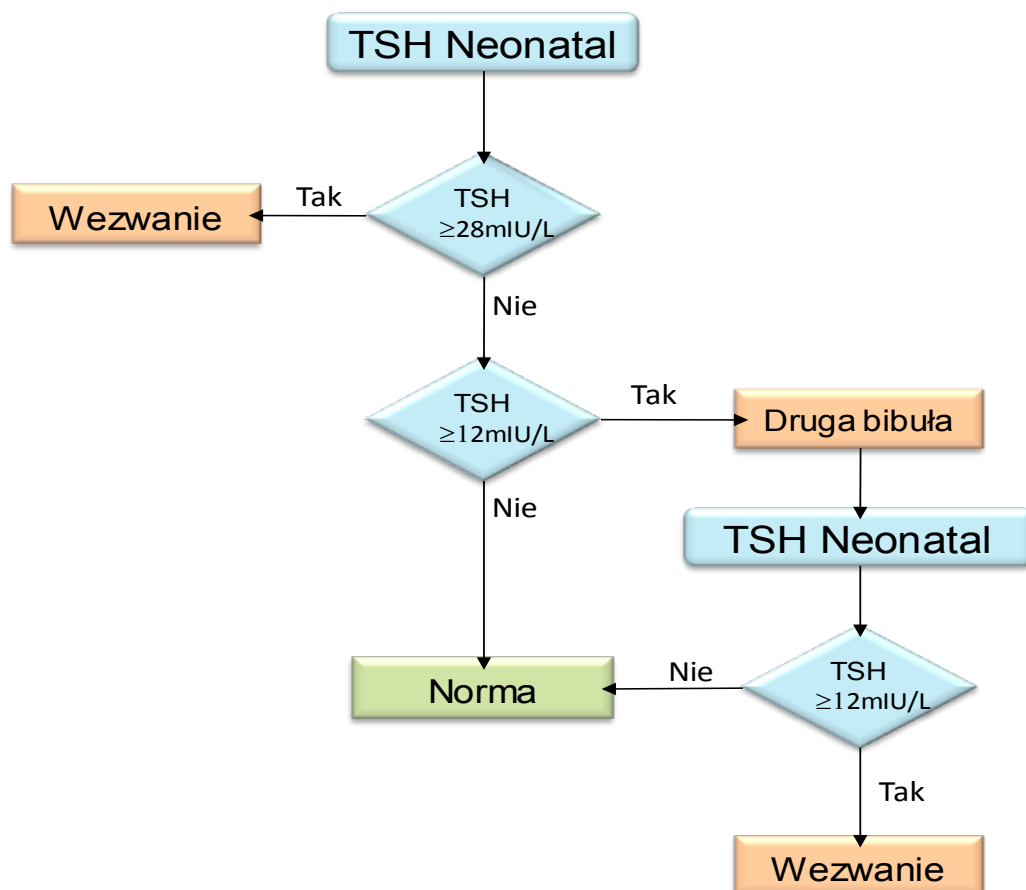 TSH Neonatal
TSH
≥28mIU/L
Tak
Wezwanie
Nie
TSH
≥12mIU/L
Tak
Druga bibuła
Nie
TSH Neonatal
TSH
≥12mIU/L
Nie
Norma
Tak
Wezwanie